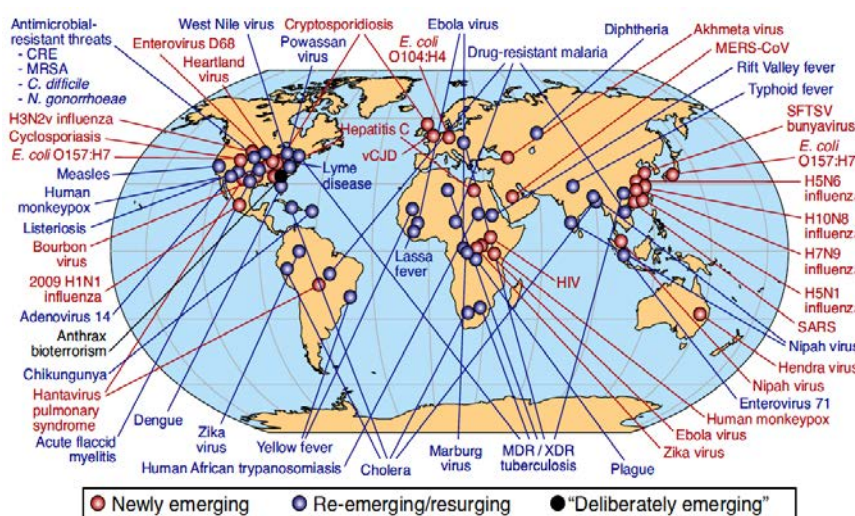 Antimicrobial-
resistant threats
- CRE
- MRSA
- C. difficile
- N. gonorrhoeae
H3N2v influenza
Cyclosporiasis
E. coli O157:H7
Measles
Human
monkeypox
Listeriosis
Bourbon
virus
2009 H1N1
influenza
Adenovirus 14
Anthrax
bioterrorism
Chikungunya
Hantavirus
pulmonary
syndrome
Acute flaccid
myelitis
West Nile virus
Enterovirus D68
Heartland
virus
Cryptosporidiosis
Powassan
virus
E. coli
O104:H4
Ebola virus
Drug-resistant malaria
Diphtheria
Akhmeta virus
MERS-CoV
Rift Valley fever
Typhoid fever
SFTSV
bunyavirus
E. coli
O157:H7
H5N6
influenza
H10N8
influenza
H7N9
influenza
H5N1
influenza
SARS
Nipah virus
Hendra virus
Nipah virus
Enterovirus 71
Human monkeypox
Ebola virus
Zika virus
Hepatitis C
vCJD
Lyme
disease
Lassa
fever
HIV
Dengue
Zika
virus
Yellow fever
Human African trypanosomiasis
Cholera
Marburg
virus
MDR / XDR
tuberculosis
Plague
Newly emerging
Re-emerging/resurging
"Deliberately emerging"